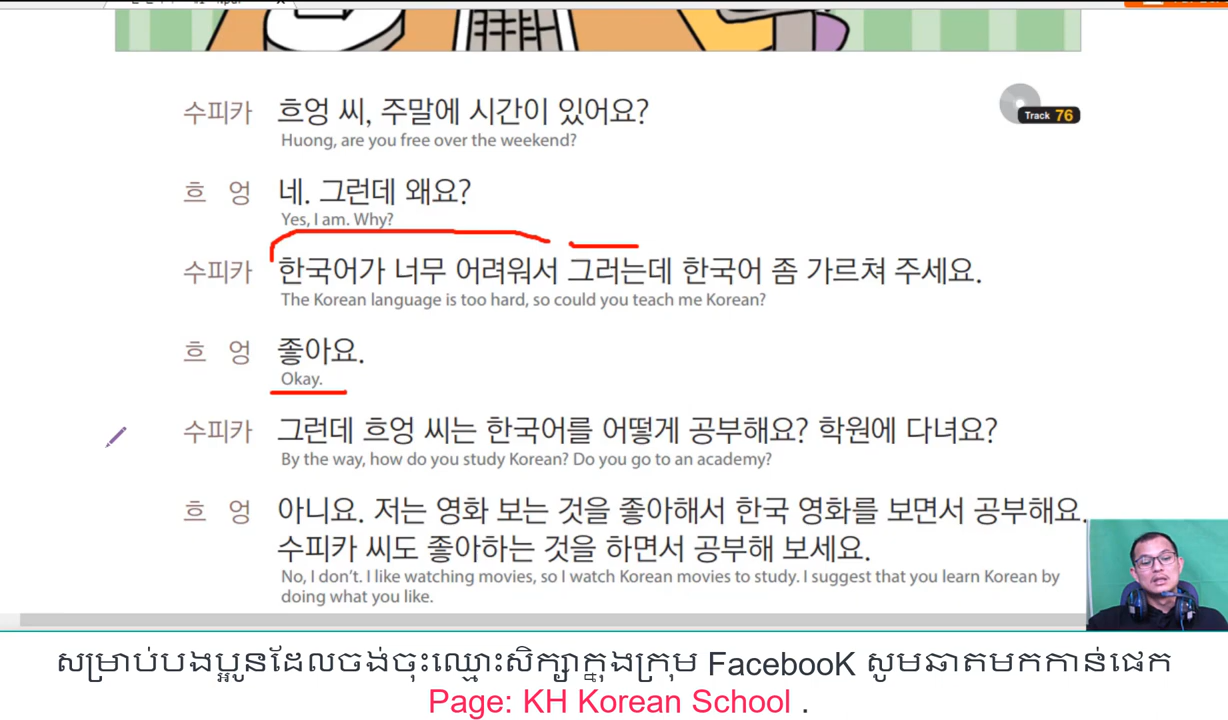 Track 76
수피카 흐엉 씨, 주말에 시간이 있어요?
Huong, are you free over the weekend?
흐 엉 네. 그런데 왜요?
Yes, I am. Why?
수피카 한국어가 너무 어려워서 그러는데 한국어 좀 가르쳐 주세요.
The Korean language is too hard, so could you teach me Korean?
흐 엉 좋아요.
Okay.
수피카 그런데 흐엉 씨는 한국어를 어떻게 공부해요? 학원에 다녀요?
By the way, how do you study Korean? Do you go to an academy?
흐 엉 아니요. 저는 영화 보는 것을 좋아해서 한국 영화를 보면서 공부해요.
수피카 씨도 좋아하는 것을 하면서 공부해 보세요.
No, I don't. I like watching movies, so I watch Korean movies to study. I suggest that you learn Korean by
doing what you like.
សម្រាប់បងប្អូនដែលចង់ចុះឈ្មោះសិក្សាក្នុងក្រុម FacebooK សូមឆាតមកកាន់ផេក
Page: KH Korean School .